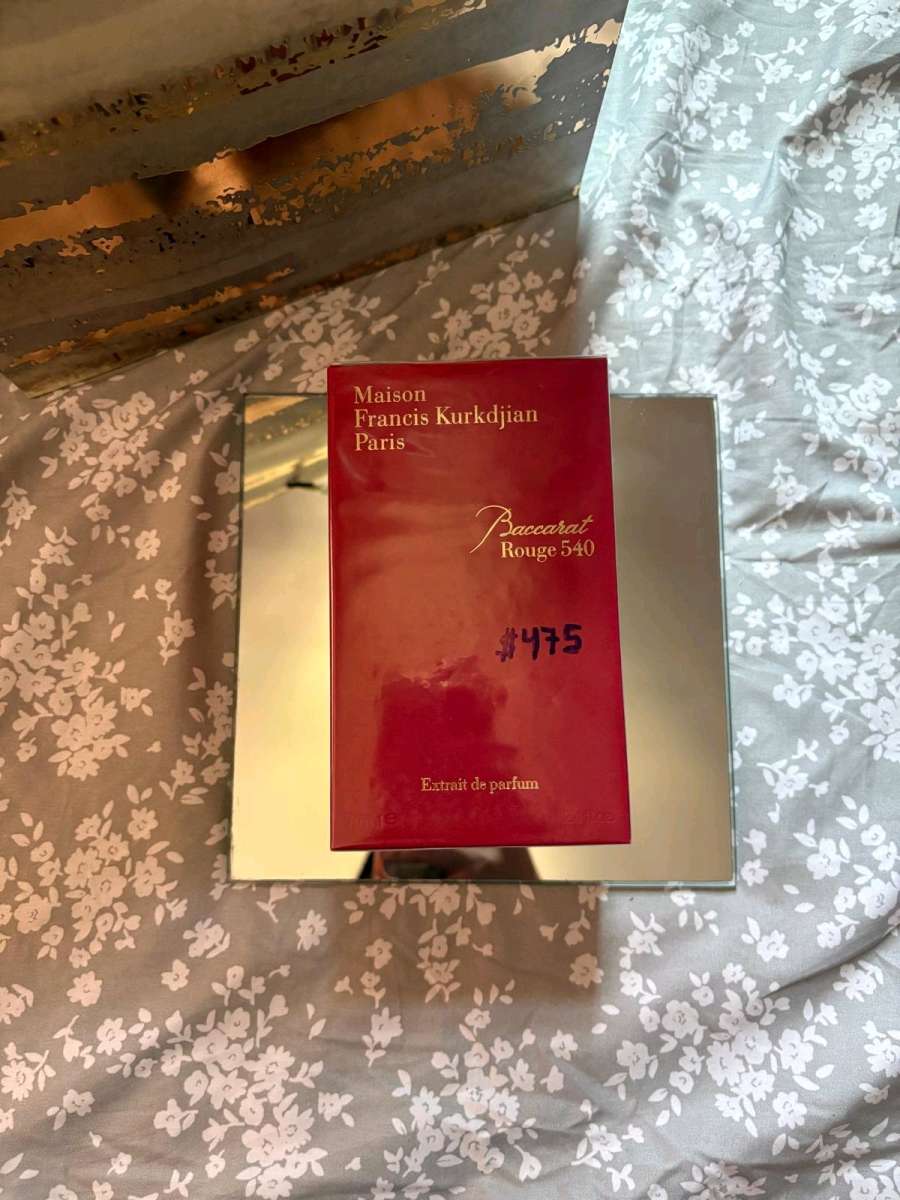 Maison
Francis Kurkdjian
Paris
Baccarat
Rouge 540
#475
Extrait de parfum